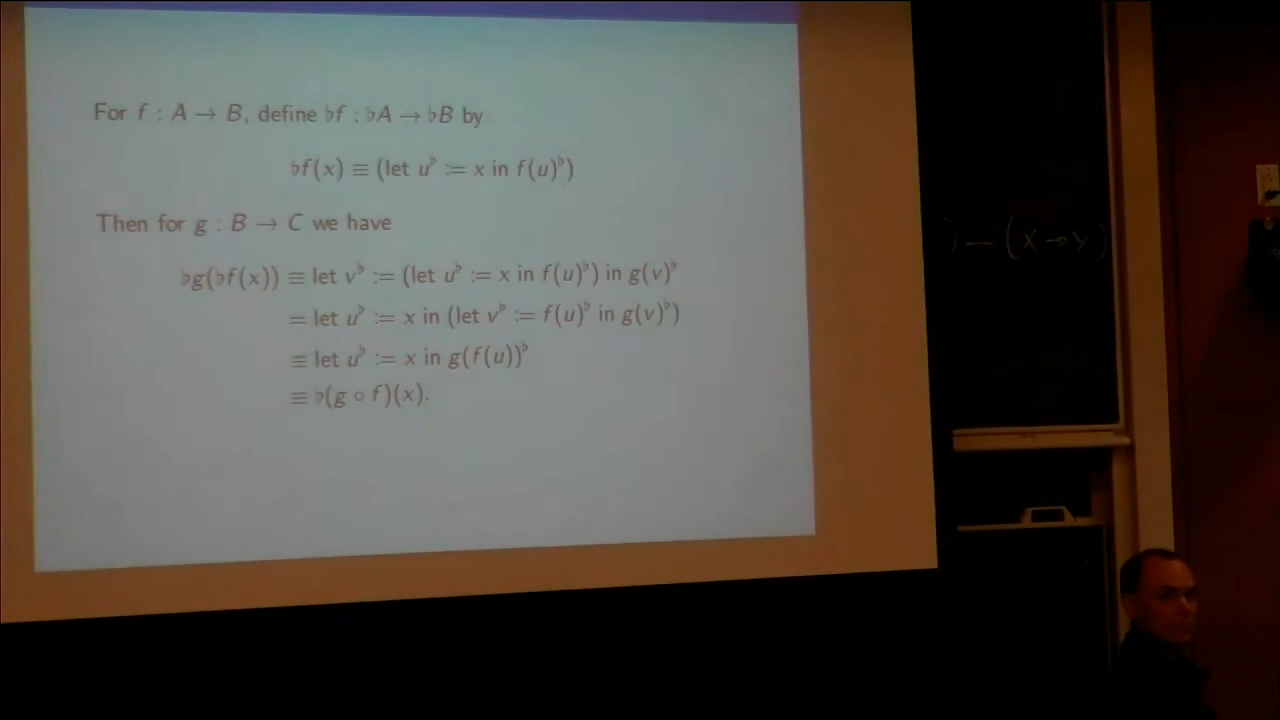 For f : A → B, define ♭f : ♭A → ♭B by
♭f(x) ≡ (let u♭ := x in f(u)♭)
Then for g : B → C we have
♭g(♭f(x)) ≡ let v♭ := (let u♭ := x in f(u)♭) in g(v)♭
= let u♭ := x in (let v♭ := f(u)♭ in g(v)♭)
≡ let u♭ := x in g(f(u))♭
≡ ♭(g ∘ f)(x).
) – (X → Y)